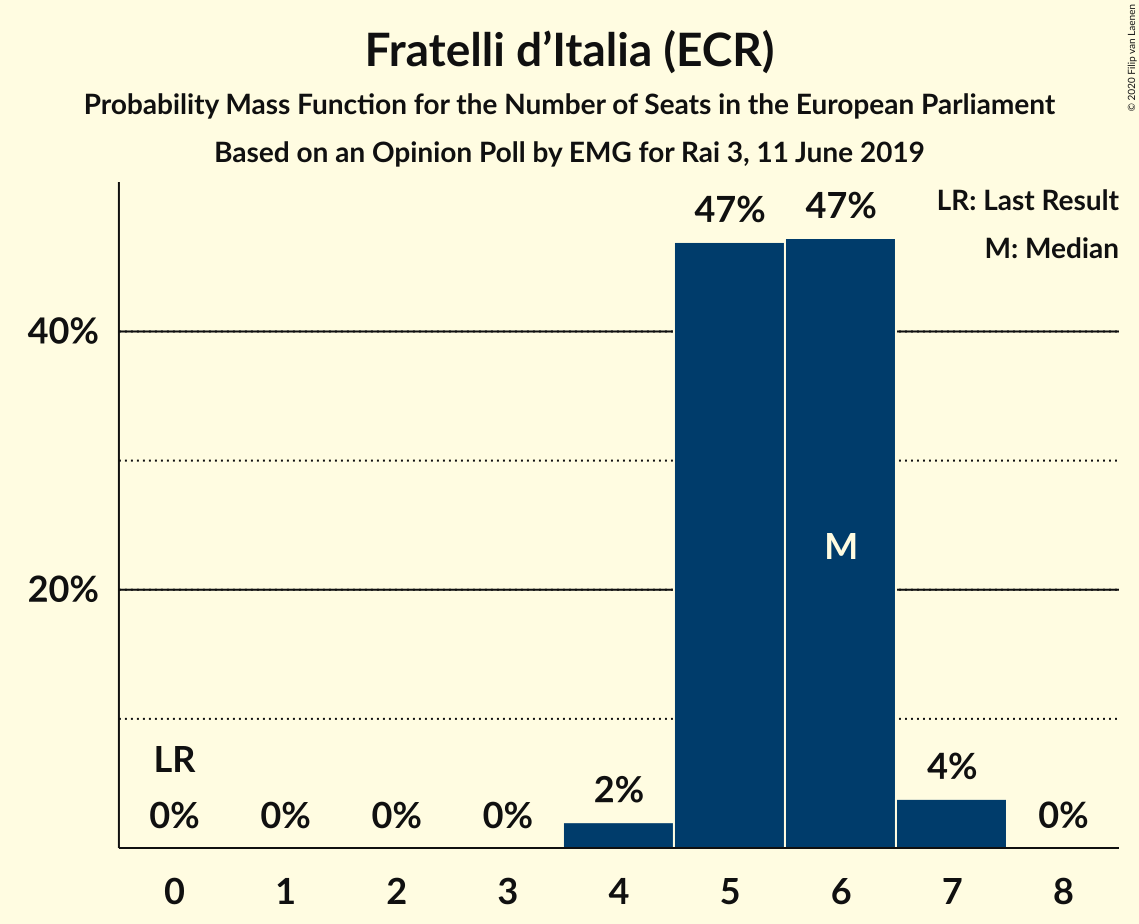 Fratelli d’Italia (ECR)
Probability Mass Function for the Number of Seats in the European Parliament
Based on an Opinion Poll by EMG for Rai 3, 11 June 2019
© 2020 Filip van Laenen
LR: Last Result
M: Median
47%
47%
40%
M
20%
LR
0%
0%
0%
0%
2%
4%
0%
0
1
2
3
4
5
6
7
8